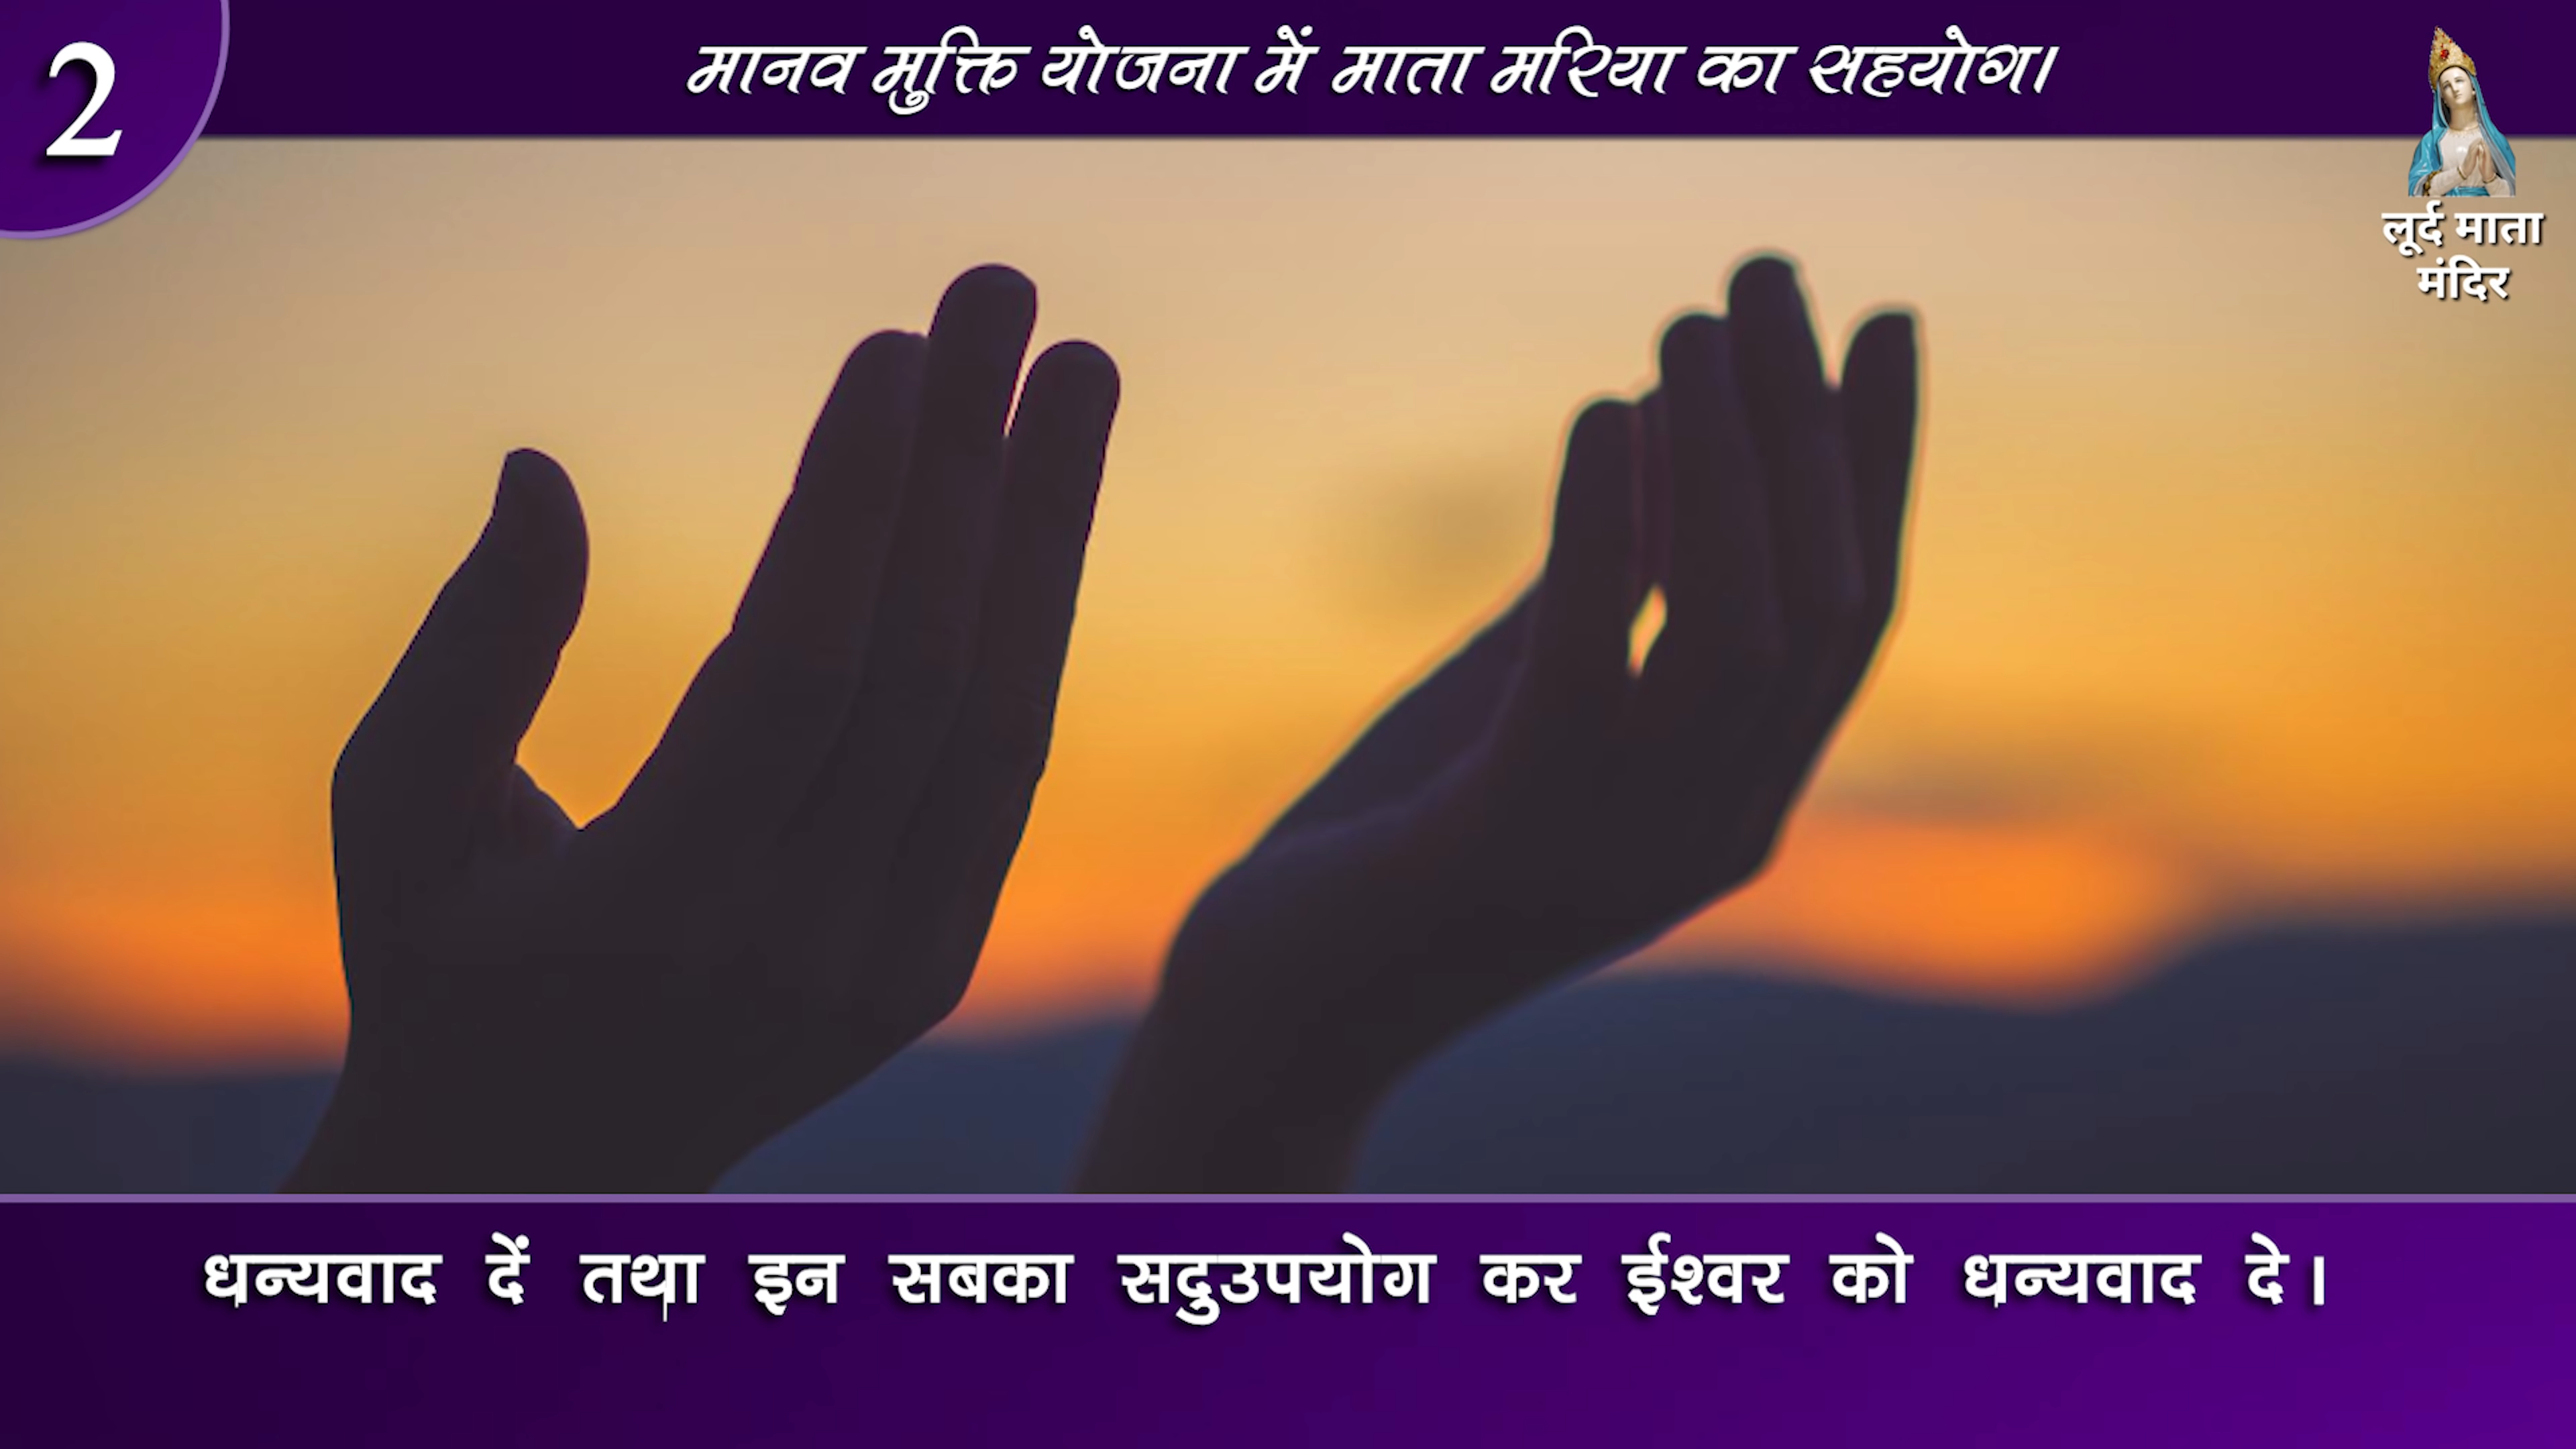 2
मानव मुक्ति योजना में माता मरिया का सहयोग।
लूर्द माता
मंदिर
धन्यवाद दें तथा इन सबका सदुउपयोग कर ईश्वर को धन्यवाद दे।